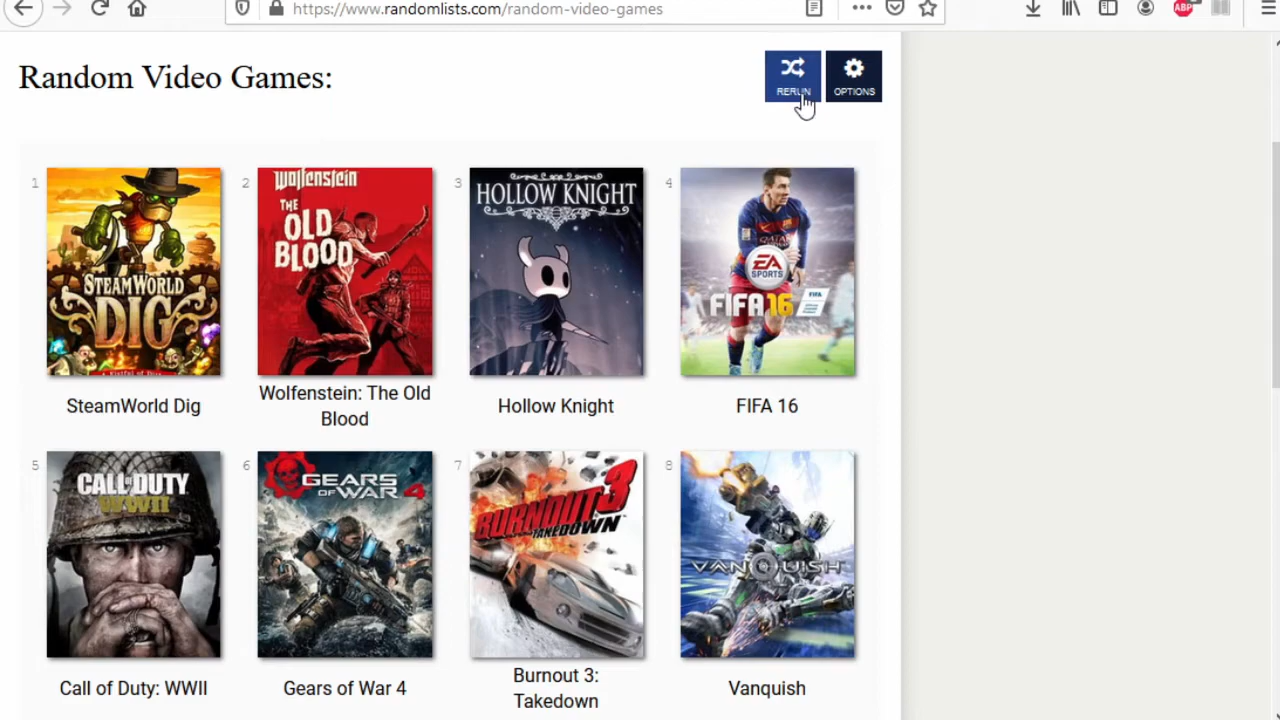 https://www.randomlists.com/random-video-games
ABP
Random Video Games:
RERUN
OPTIONS
1
2
3
4
STEAMWORLD
DIG
Wolfenstein
THE
OLD
BLOOD
HOLLOW KNIGHT
EA
SPORTS
FIFA 16
FIFA
SteamWorld Dig
Wolfenstein: The Old
Blood
Hollow Knight
FIFA 16
5
6
7
8
CALL OF DUTY
WWII
GEARS
OF WAR 4
BURNOUT 3
TAKEDOWN
VANQUISH
Call of Duty: WWII
Gears of War 4
Burnout 3:
Takedown
Vanquish